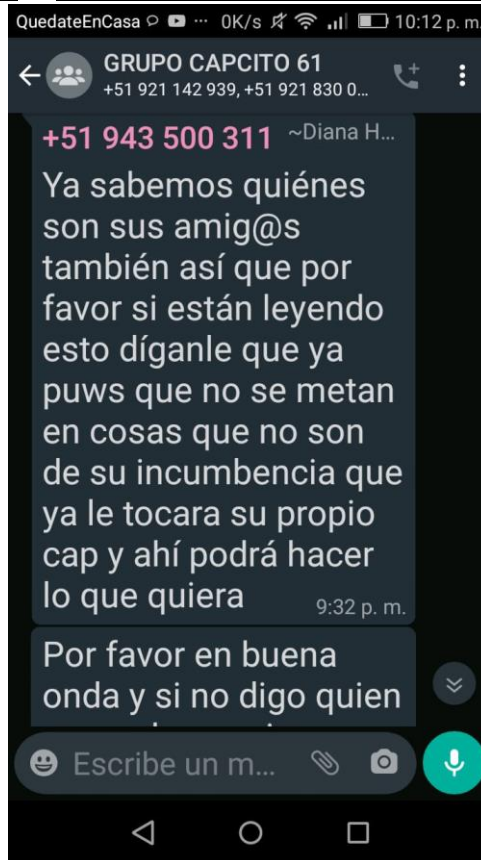 QuedateEnCasa ... 0K/s 10:12 p. m.
GRUPO CAPCITO 61
+51 921 142 939, +51 921 830 0...
+51 943 500 311 ~Diana H...
Ya sabemos quiénes
son sus amig@s
también así que por
favor si están leyendo
esto díganle que ya
puws que no se metan
en cosas que no son
de su incumbencia que
ya le tocara su propio
cap y ahí podrá hacer
lo que quiera
9:32 p. m.
Por favor en buena
onda y si no digo quien
Escribe un m...